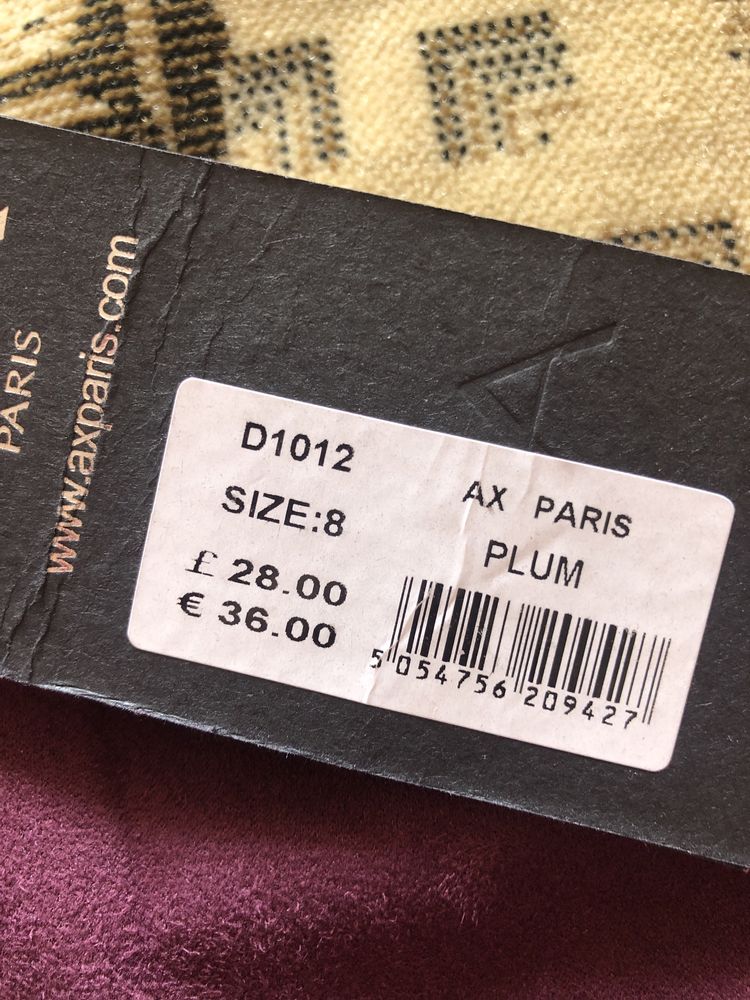 PARIS
www.axparis.com
D1012
SIZE:8
£ 28.00
€ 36.00
AX PARIS
PLUM
5 054756 209427